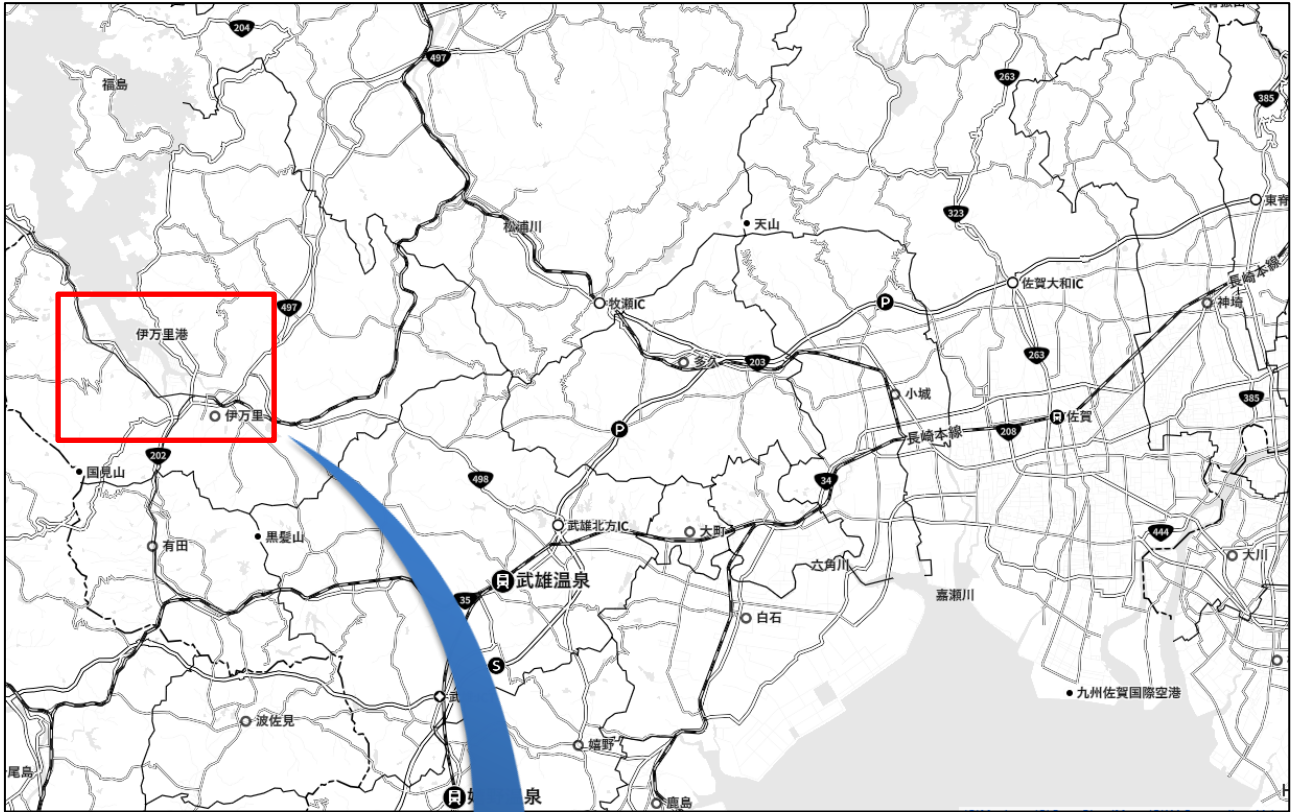 204
497
福島
263
385
松浦川
天山
323
東脊
長崎本線
佐賀大和IC
神埼
497
牧瀬IC
P
伊万里港
多久
203
263
小城
385
伊万里
P
長崎本線
208
佐賀
202
国見山
498
34
武雄北方IC
大町
444
大川
黒髪山
有田
六角川
嘉瀬川
武雄温泉
35
白石
S
九州佐賀国際空港
武
波佐見
嬉野
尾島
泉
鹿島